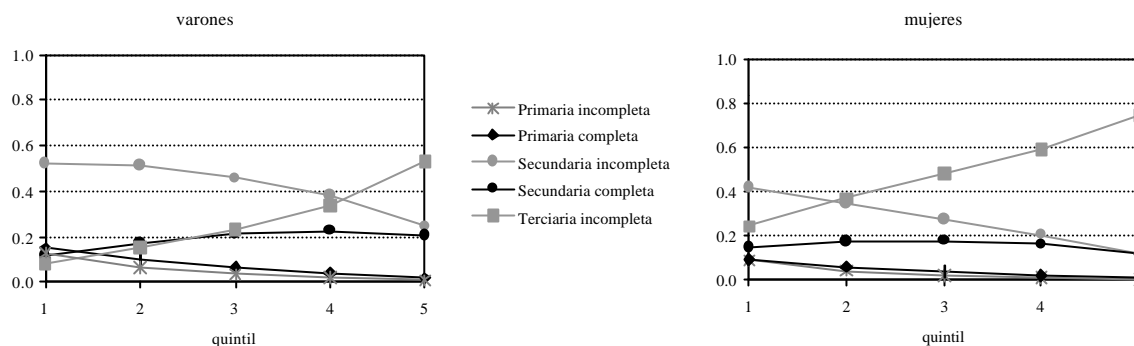 varones
1.0
0.8
0.6
0.4
0.2
0.0
1 2 3 4 5
quintil
Primaria incompleta
Primaria completa
Secundaria incompleta
Secundaria completa
Terciaria incompleta
mujeres
1.0
0.8
0.6
0.4
0.2
0.0
1 2 3 4
quintil